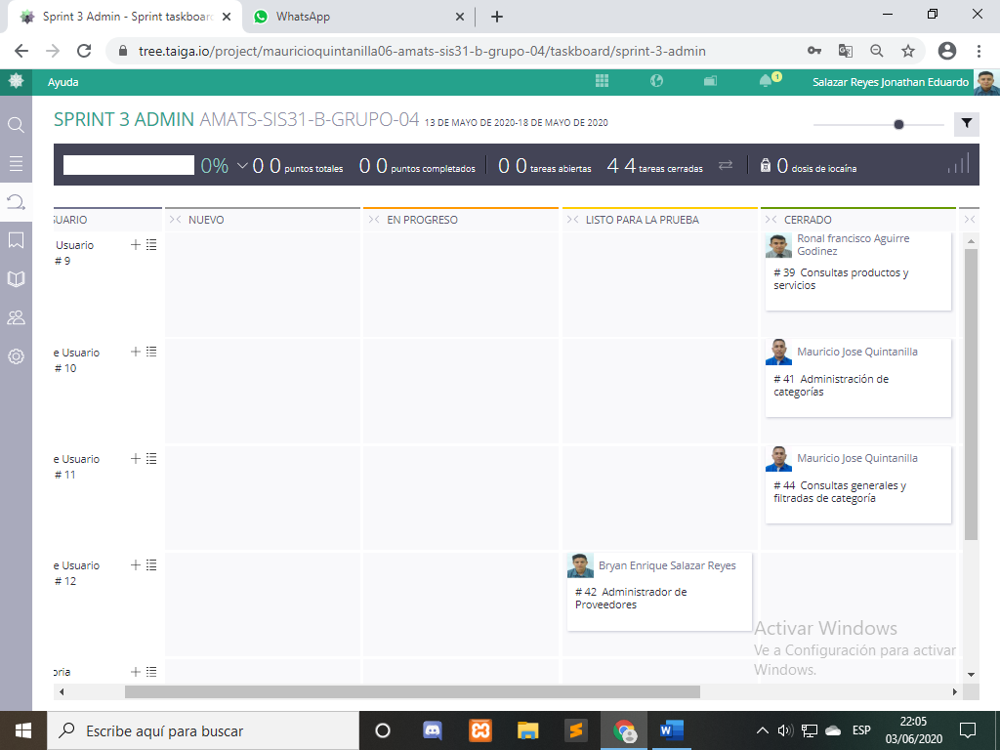 Sprint 3 Admin - Sprint taskboard
WhatsApp
tree.taiga.io/project/mauricioquintanilla06-amats-sis31-b-grupo-04/taskboard/sprint-3-admin
Ayuda
1
Salazar Reyes Jonathan Eduardo
SPRINT 3 ADMIN AMATS-SIS31-B-GRUPO-04 13 DE MAYO DE 2020-18 DE MAYO DE 2020
0% 0 0 puntos totales 0 0 puntos completados 0 0 tareas abiertas 4 4 tareas cerradas 0 dosis de iocaína
SUARIO NUEVO EN PROGRESO LISTO PARA LA PRUEBA CERRADO
Usuario
# 9
Ronal francisco Aguirre
Godinez
# 39 Consultas productos y
servicios
e Usuario
# 10
Mauricio Jose Quintanilla
# 41 Administración de
categorías
e Usuario
# 11
Mauricio Jose Quintanilla
# 44 Consultas generales y
filtradas de categoría
e Usuario
# 12
Bryan Enrique Salazar Reyes
# 42 Administrador de
Proveedores
oria
Activar Windows
Ve a Configuración para activar
Windows.
Escribe aquí para buscar
ESP
22:05
03/06/2020